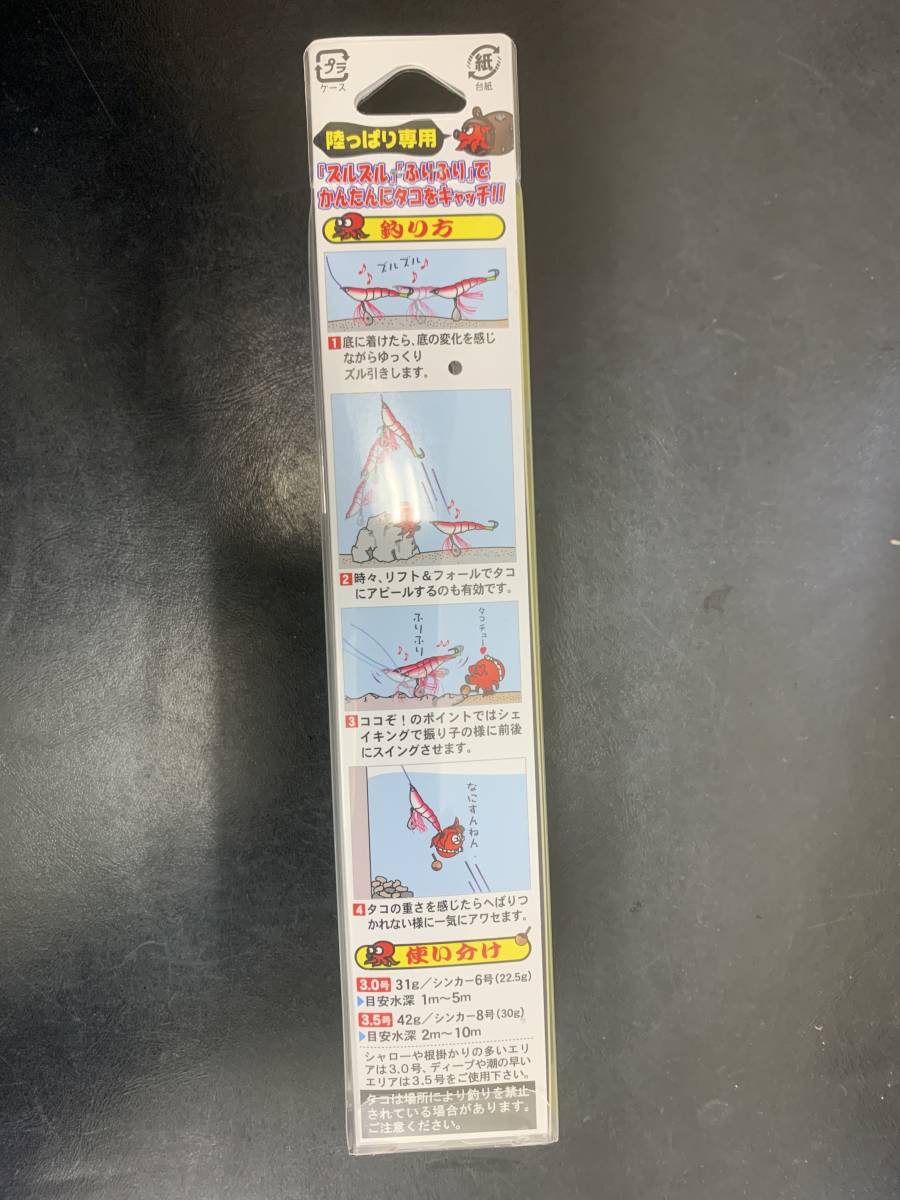 プラ
ケース
紙
台紙
陸っぱり専用
「ズルズル」「ふりふり」で
かんたんにタコをキャッチ!!
釣り方
ズルズル
1 底に着けたら、底の変化を感じ
ながらゆっくり
ズル引きします。
2 時々、リフト&フォールでタコ
にアピールするのも有効です。
ふりふり
タコチュー♥
3 ココぞ!のポイントではシェ
イキングで振り子の様に前後
にスイングさせます。
なにすんねん・・
4 タコの重さを感じたらへばりつ
かれない様に一気にアワセます。
使い分け
3.0号 31g/シンカー6号(22.5g)
▶目安水深 1m〜5m
3.5号 42g/シンカー8号(30g)
▶目安水深 2m〜10m
シャローや根掛かりの多いエリ
アは3.0号、ディープや潮の早い
エリアは3.5号をご使用下さい。
タコは場所により釣りを禁止
されている場合があります。
ご注意ください。